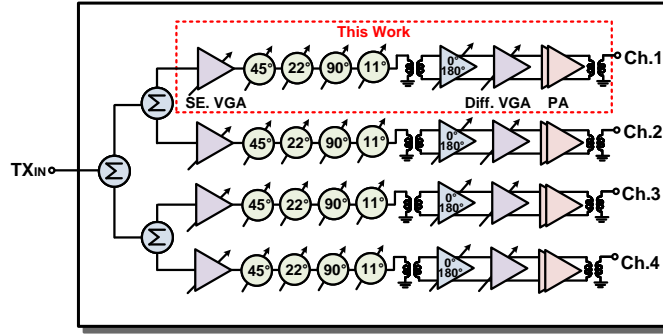 This Work
45° 22° 90° 11° 0° 180° Ch.1
SE. VGA Diff. VGA PA
Σ
45° 22° 90° 11° 0° 180° Ch.2
TXIN Σ
45° 22° 90° 11° 0° 180° Ch.3
Σ
45° 22° 90° 11° 0° 180° Ch.4